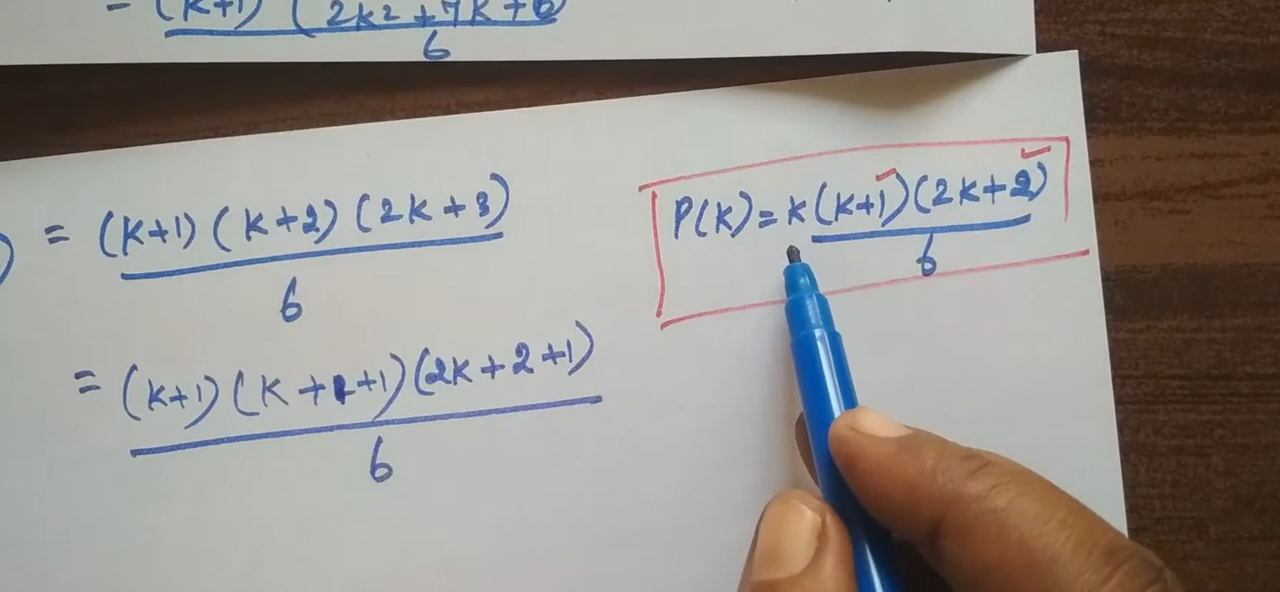 = (k+1) (2k²+7k+6)
6
) = (k+1) (k+2) (2k+3)
6
= (k+1) (k+1+1) (2k+2+1)
6
P(k) = k(k+1)(2k+2)
6